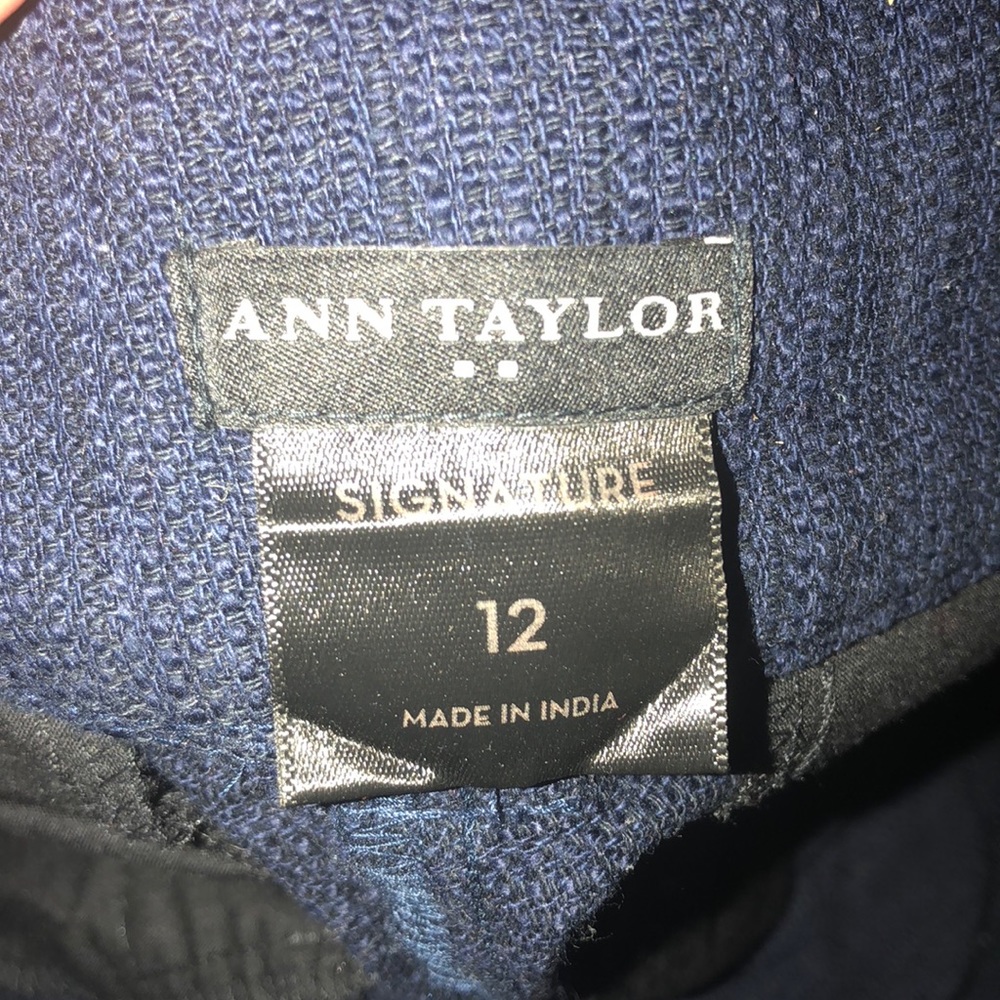 ANN TAYLOR
SIGNATURE
12
MADE IN INDIA